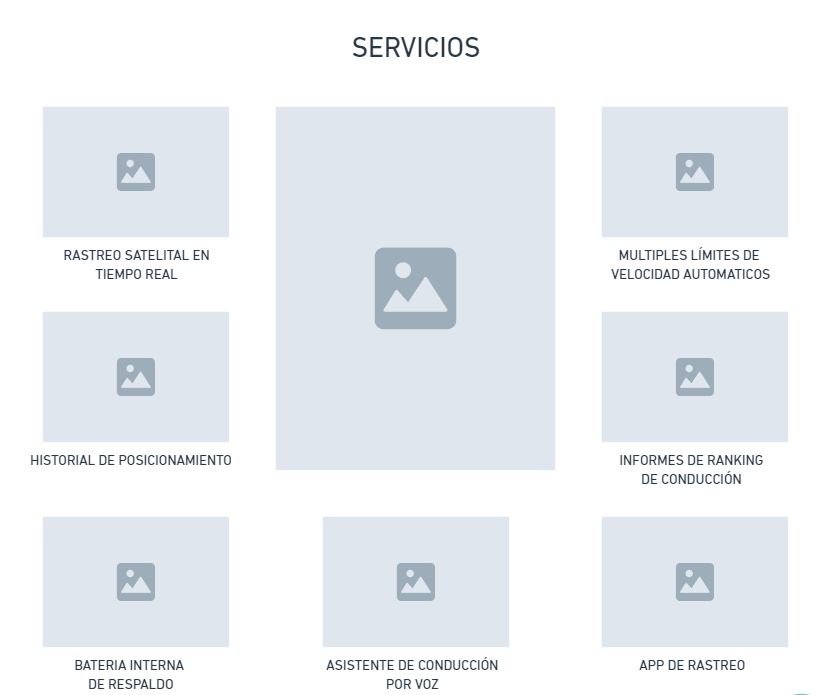 SERVICIOS
RASTREO SATELITAL EN
TIEMPO REAL
MULTIPLES LÍMITES DE
VELOCIDAD AUTOMATICOS
HISTORIAL DE POSICIONAMIENTO
INFORMES DE RANKING
DE CONDUCCIÓN
BATERIA INTERNA
DE RESPALDO
ASISTENTE DE CONDUCCIÓN
POR VOZ
APP DE RASTREO